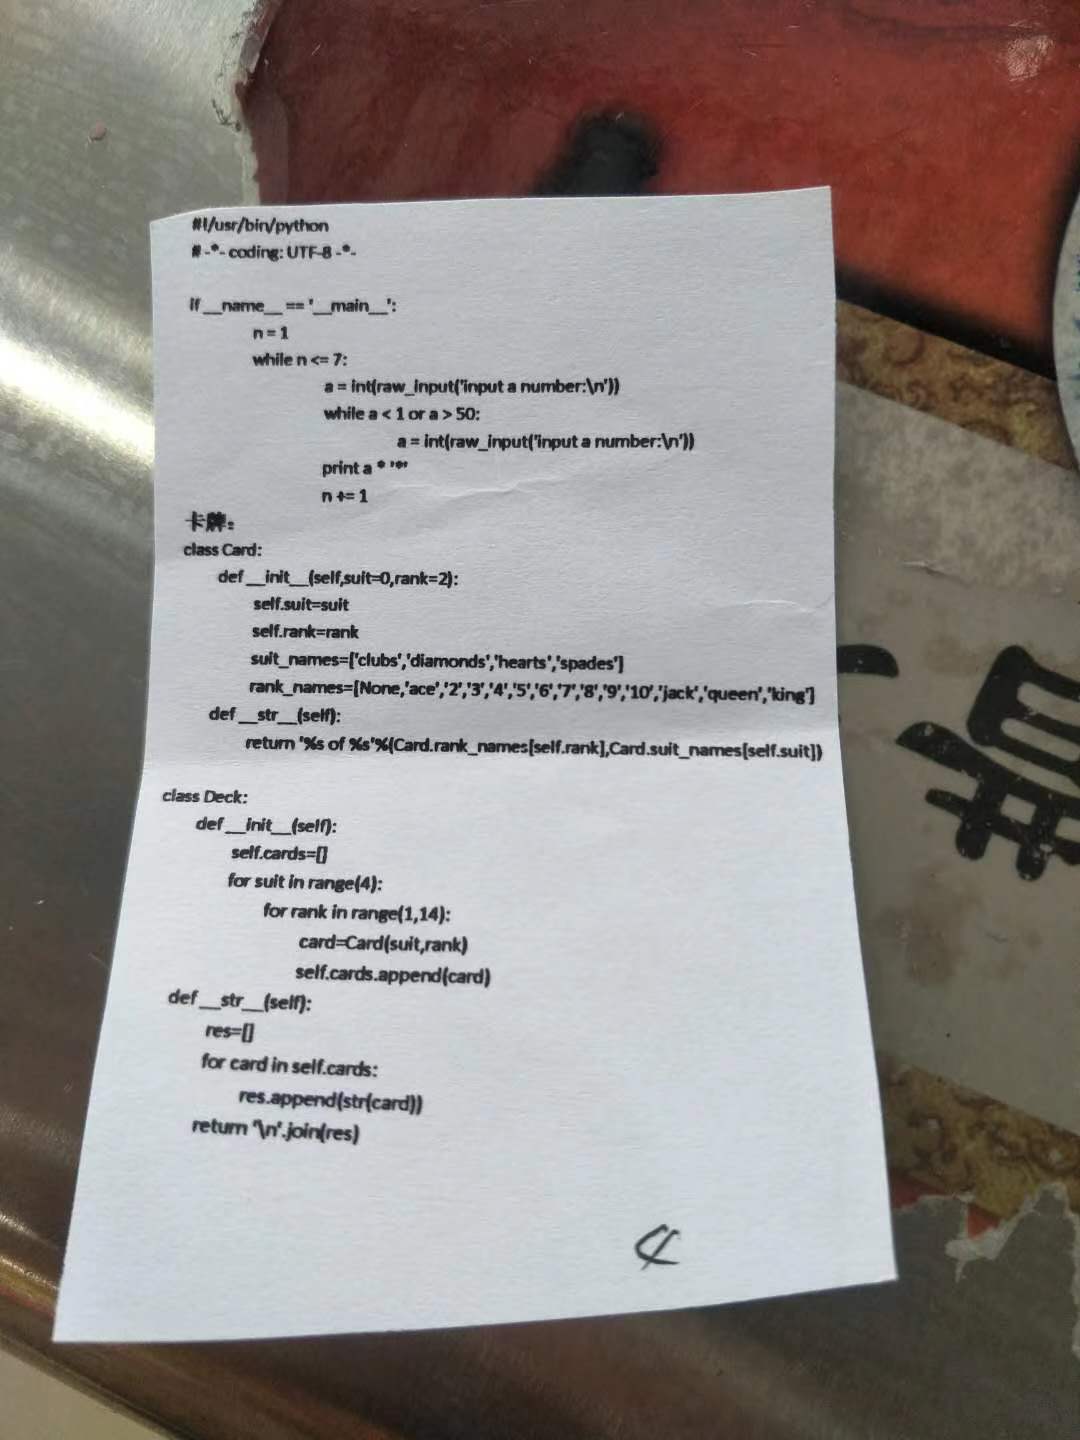 #!/usr/bin/python
# -*- coding: UTF-8 -*-
if __name__ == '__main__':
n = 1
while n <= 7:
a = int(raw_input('input a number:\n'))
while a < 1 or a > 50:
a = int(raw_input('input a number:\n'))
print a * '*'
n += 1
卡牌：
class Card:
def __init__(self,suit=0,rank=2):
self.suit=suit
self.rank=rank
suit_names=['clubs','diamonds','hearts','spades']
rank_names=[None,'ace','2','3','4','5','6','7','8','9','10','jack','queen','king']
def __str__(self):
return '%s of %s'%(Card.rank_names[self.rank],Card.suit_names[self.suit])
class Deck:
def __init__(self):
self.cards=[]
for suit in range(4):
for rank in range(1,14):
card=Card(suit,rank)
self.cards.append(card)
def __str__(self):
res=[]
for card in self.cards:
res.append(str(card))
return '\n'.join(res)
4